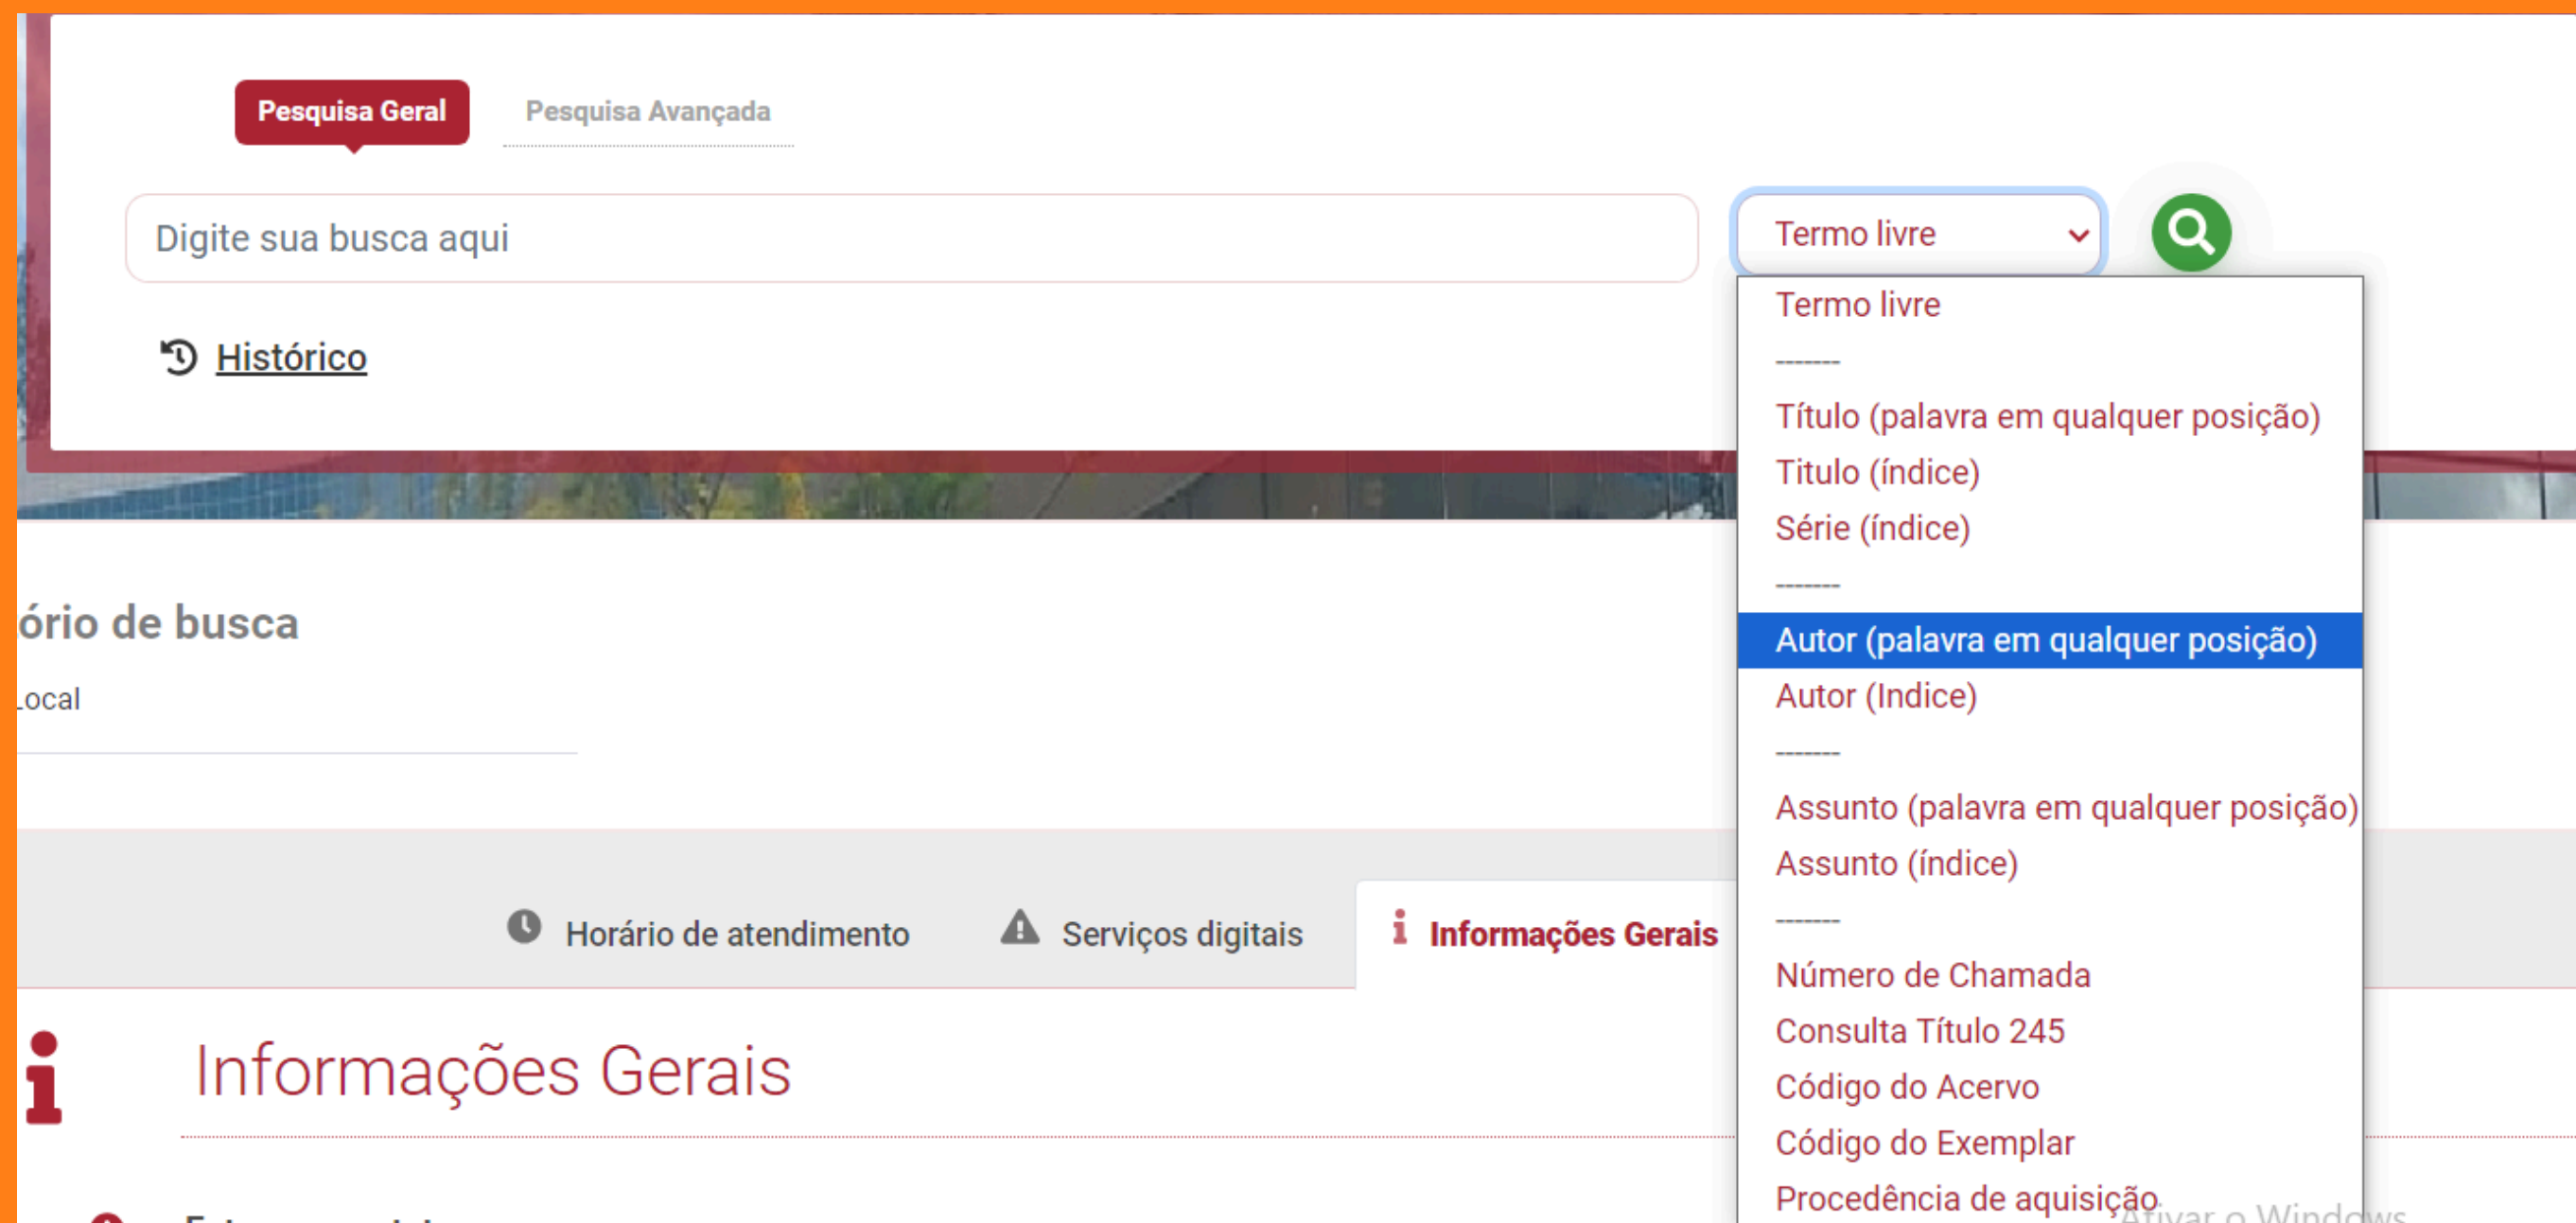 Pesquisa Geral
Pesquisa Avançada
Digite sua busca aqui
Termo livre
Histórico
Termo livre
-------
Título (palavra em qualquer posição)
Titulo (índice)
Série (índice)
-------
Autor (palavra em qualquer posição)
Autor (Indice)
-------
Assunto (palavra em qualquer posição)
Assunto (índice)
-------
Número de Chamada
Consulta Título 245
Código do Acervo
Código do Exemplar
Procedência de aquisição
ório de busca
Local
Horário de atendimento
Serviços digitais
Informações Gerais
Informações Gerais
Ativar o Windows